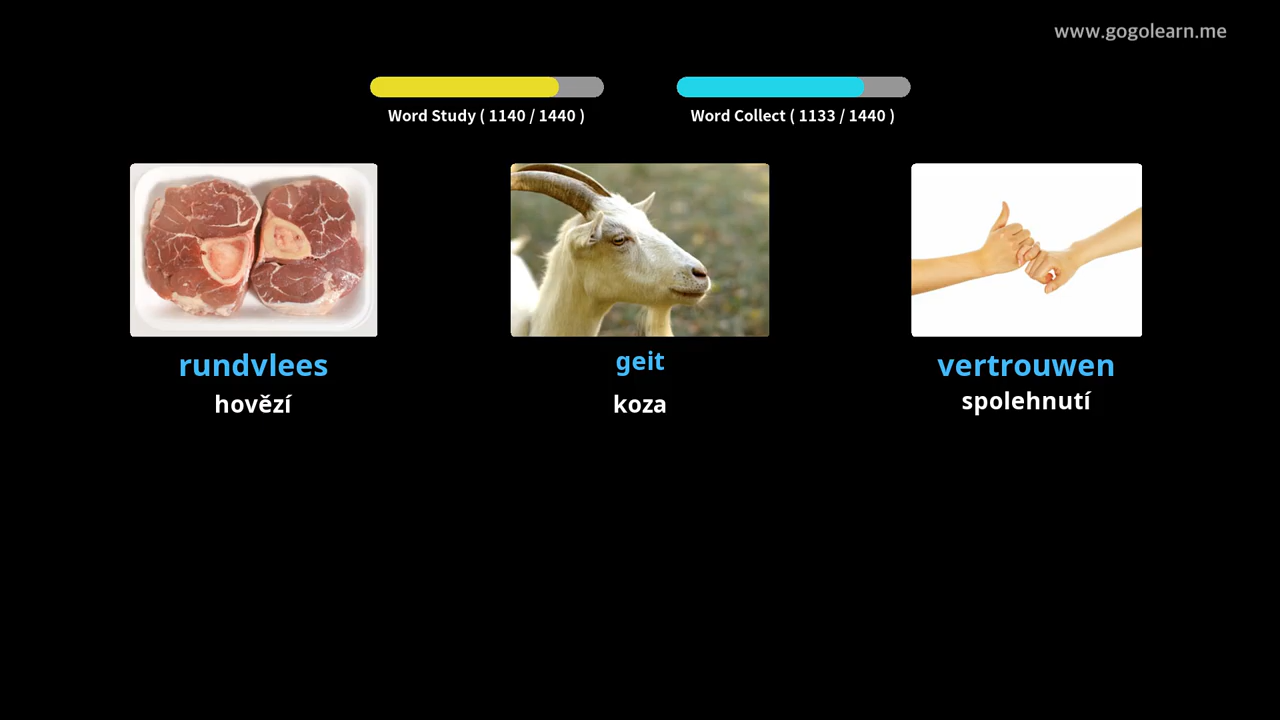 www.gogolearn.me
Word Study ( 1140 / 1440 )
Word Collect ( 1133 / 1440 )
rundvlees
hovězí
geit
koza
vertrouwen
spolehnutí